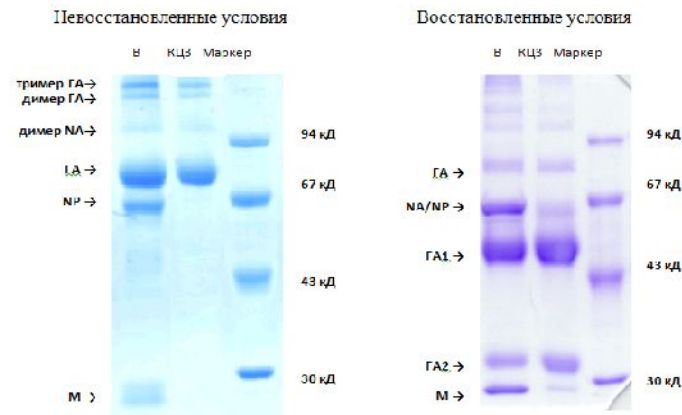 Невосстановленные условия
В КЦЗ Маркер
тример ГА→
димер ГА→
димер NA→
ГА →
NP →
М
94 кД
67 кД
43 кД
30 кД
Восстановленные условия
В КЦЗ Маркер
ГА →
NA/NP→
ГА1→
ГА2→
М →
94 кД
67 кД
43 кД
30 кД